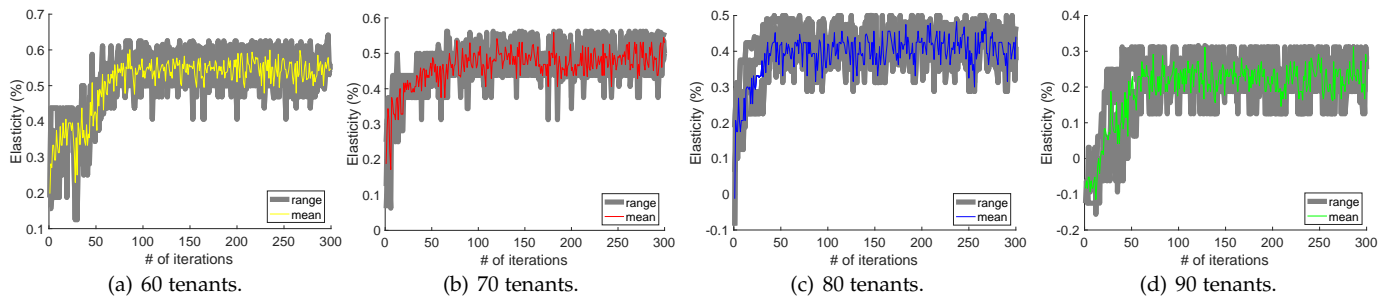 Elasticity (%)
0.7
0.6
0.5
0.4
0.3
0.2
0.1
0 50 100 150 200 250 300
# of iterations
range
mean
(a) 60 tenants.
Elasticity (%)
0.6
0.5
0.4
0.3
0.2
0.1
0
0 50 100 150 200 250 300
# of iterations
range
mean
(b) 70 tenants.
Elasticity (%)
0.5
0.4
0.3
0.2
0.1
0
-0.1
0 50 100 150 200 250 300
# of iterations
range
mean
(c) 80 tenants.
Elasticity (%)
0.4
0.3
0.2
0.1
0
-0.1
-0.2
0 50 100 150 200 250 300
# of iterations
range
mean
(d) 90 tenants.